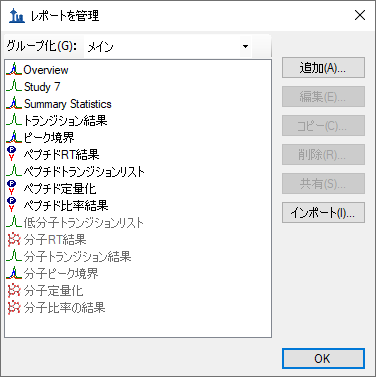 レポートを管理
グループ化(G): メイン
Overview
Study 7
Summary Statistics
トランジション結果
ピーク境界
ペプチドRT結果
ペプチドトランジションリスト
ペプチド定量化
ペプチド比率結果
低分子トランジションリスト
分子RT結果
分子トランジション結果
分子ピーク境界
分子定量化
分子比率の結果
追加(A)...
編集(E)...
コピー(C)...
削除(R)...
共有(S)...
インポート(I)...
OK